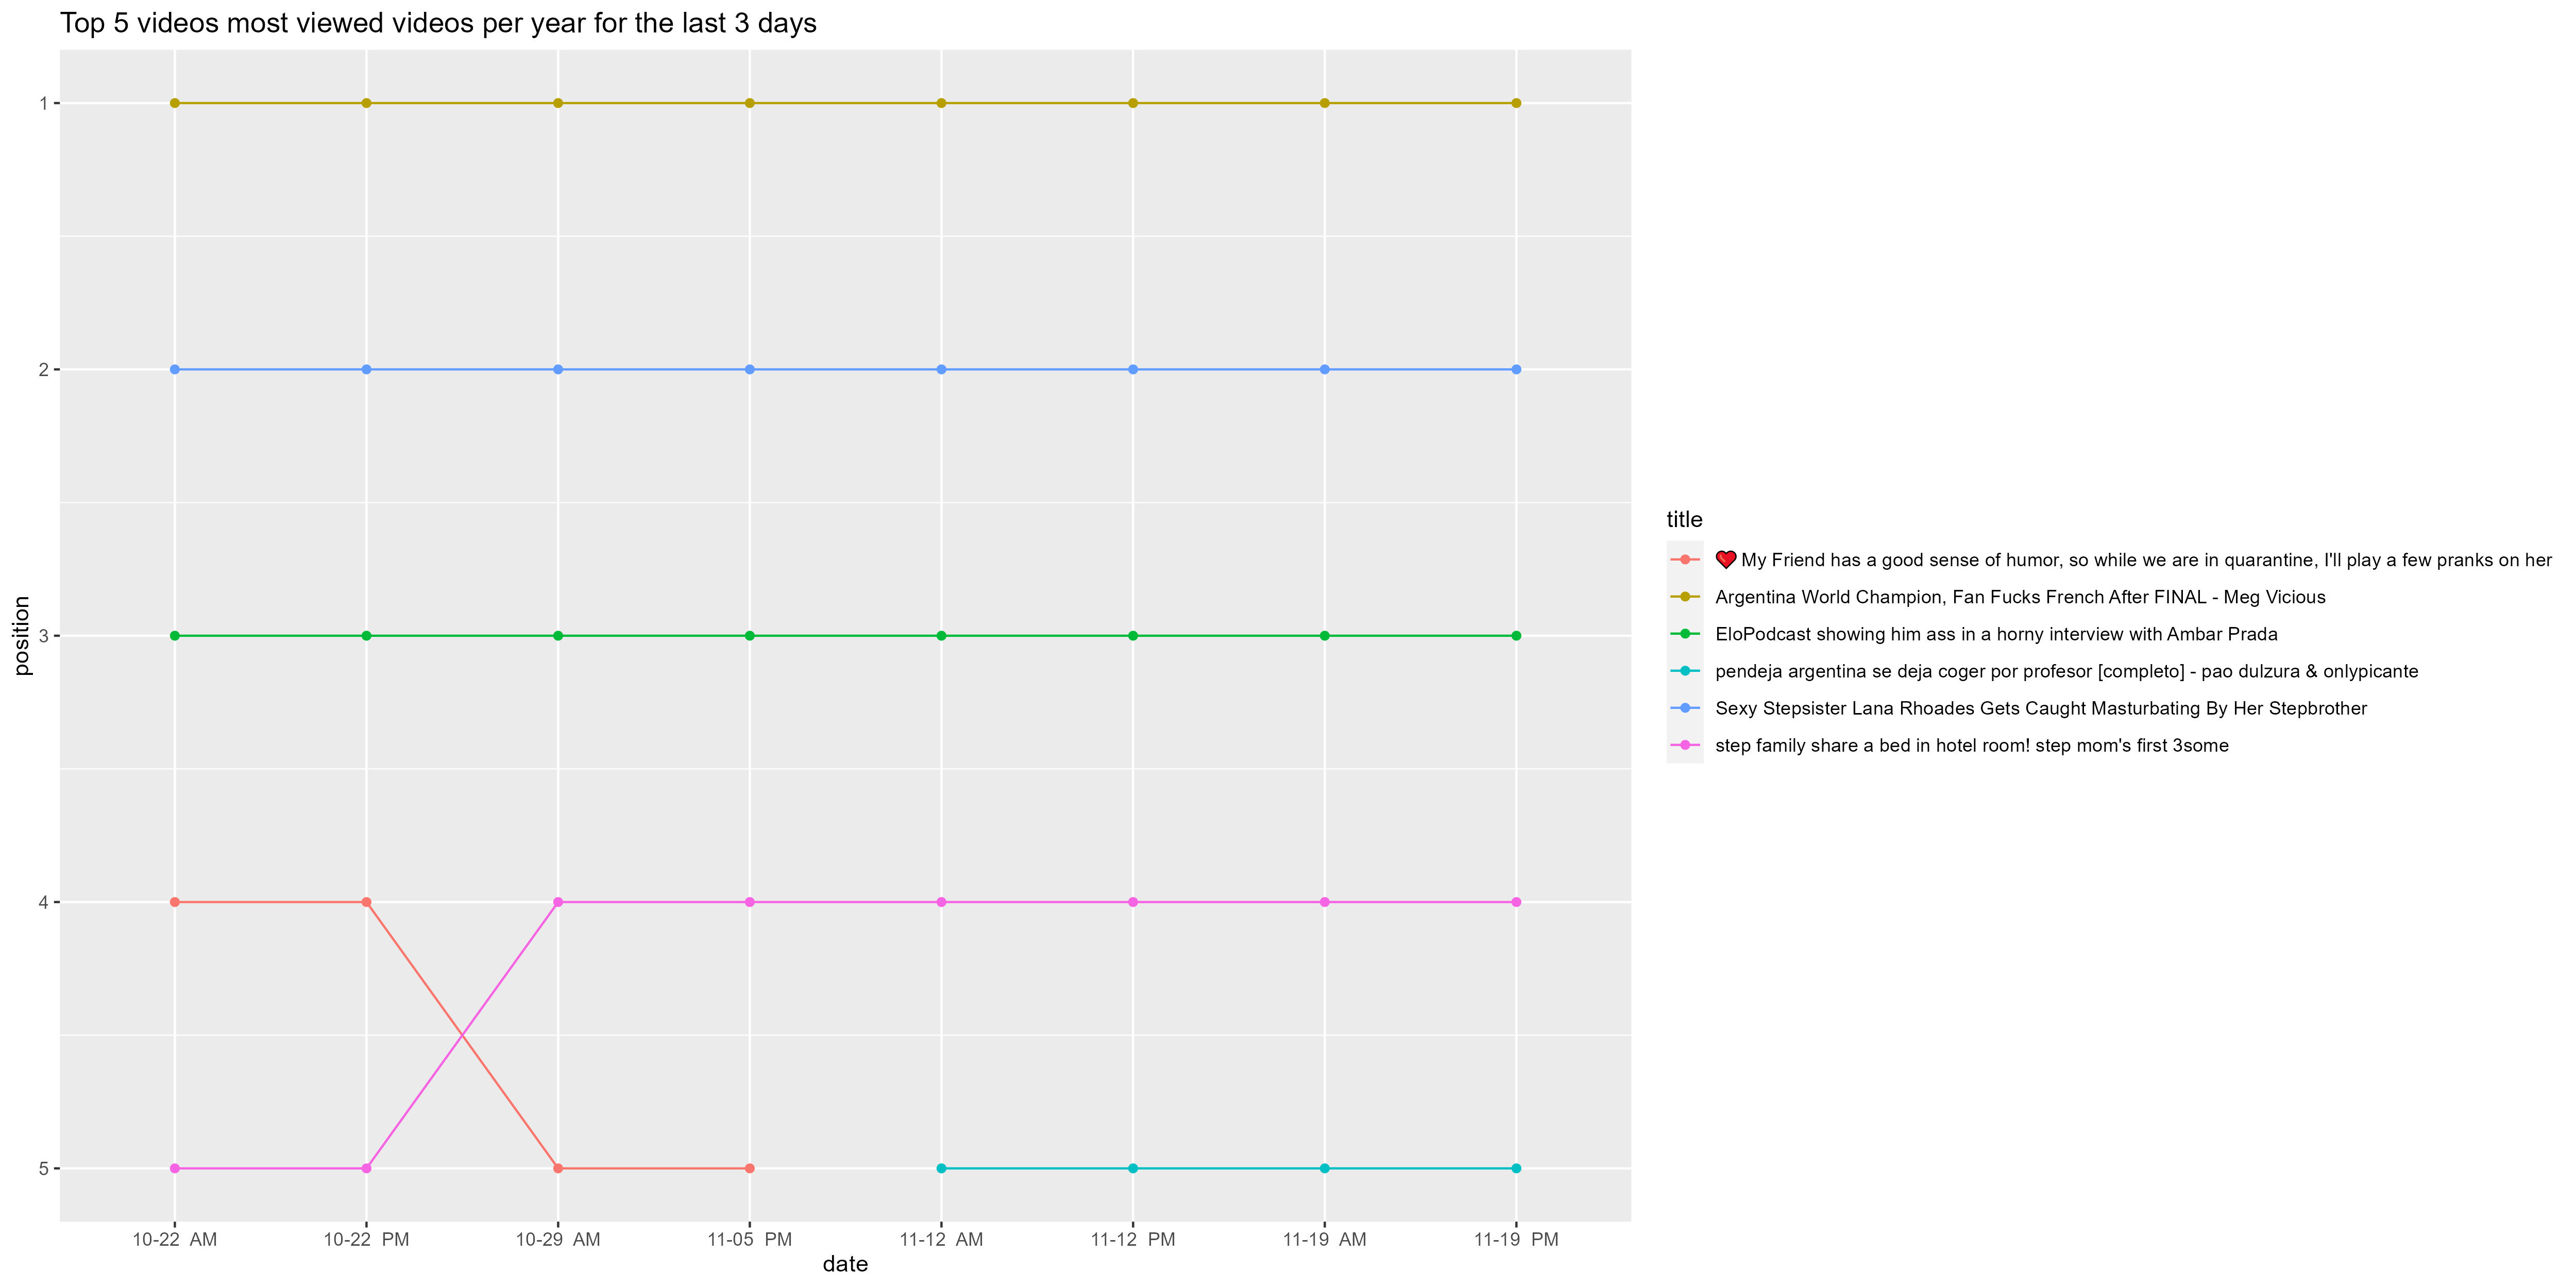 Top 5 videos most viewed videos per year for the last 3 days
1
2
3
4
5
position
10-22 AM
10-22 PM
10-29 AM
11-05 PM
11-12 AM
11-12 PM
11-19 AM
11-19 PM
date
title
❤️ My Friend has a good sense of humor, so while we are in quarantine, I'll play a few pranks on her
Argentina World Champion, Fan Fucks French After FINAL - Meg Vicious
EloPodcast showing him ass in a horny interview with Ambar Prada
pendeja argentina se deja coger por profesor [completo] - pao dulzura & onlypicante
Sexy Stepsister Lana Rhoades Gets Caught Masturbating By Her Stepbrother
step family share a bed in hotel room! step mom's first 3some